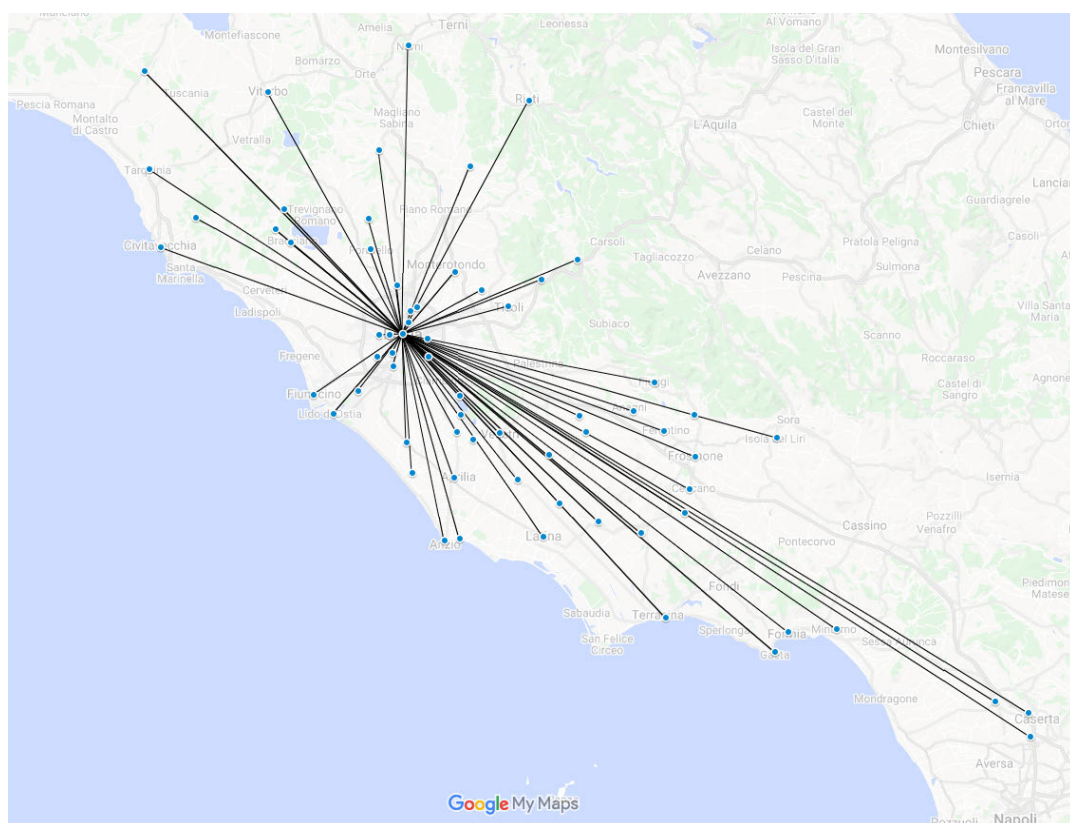 Manciano
Amelia
Terni
Leonessa
Al Vomano
Montefiascone
Narni
Isola del Gran
Sasso D'Italia
Montesilvano
Bomarzo
Orte
Pescara
Pescia Romana
Tuscania
Viterbo
Rieti
Francavilla
al Mare
Montalto
di Castro
Magliano
Sabina
Castel del
Monte
Vetralla
L'Aquila
Chieti
Tarquinia
Lanciano
Trevignano
Romano
Fiano Romano
Guardiagrele
Civitavecchia
Carsoli
Celano
Pratola Peligna
Casoli
Monterotondo
Tagliacozzo
Santa
Marinella
Avezzano
Pescina
Sulmona
Cerveteri
Ladispoli
Tivoli
Villa Santa
Maria
Subiaco
Scanno
Fregene
Palestrina
Roccaraso
Fiuggi
Agnone
Castel di
Sangro
Fiumicino
Lido di Ostia
Anagni
Sora
Ferentino
Isola del Liri
Velletri
Frosinone
Isernia
Aprilia
Ceccano
Pozzilli
Cassino
Venafro
Anzio
Latina
Pontecorvo
Fondi
Piedimonte
Matese
Sabaudia
Terracina
San Felice
Circeo
Sperlonga
Formia
Minturno
Sessa Aurunca
Gaeta
Mondragone
Caserta
Aversa
Google My Maps
Pozzuoli
Napoli